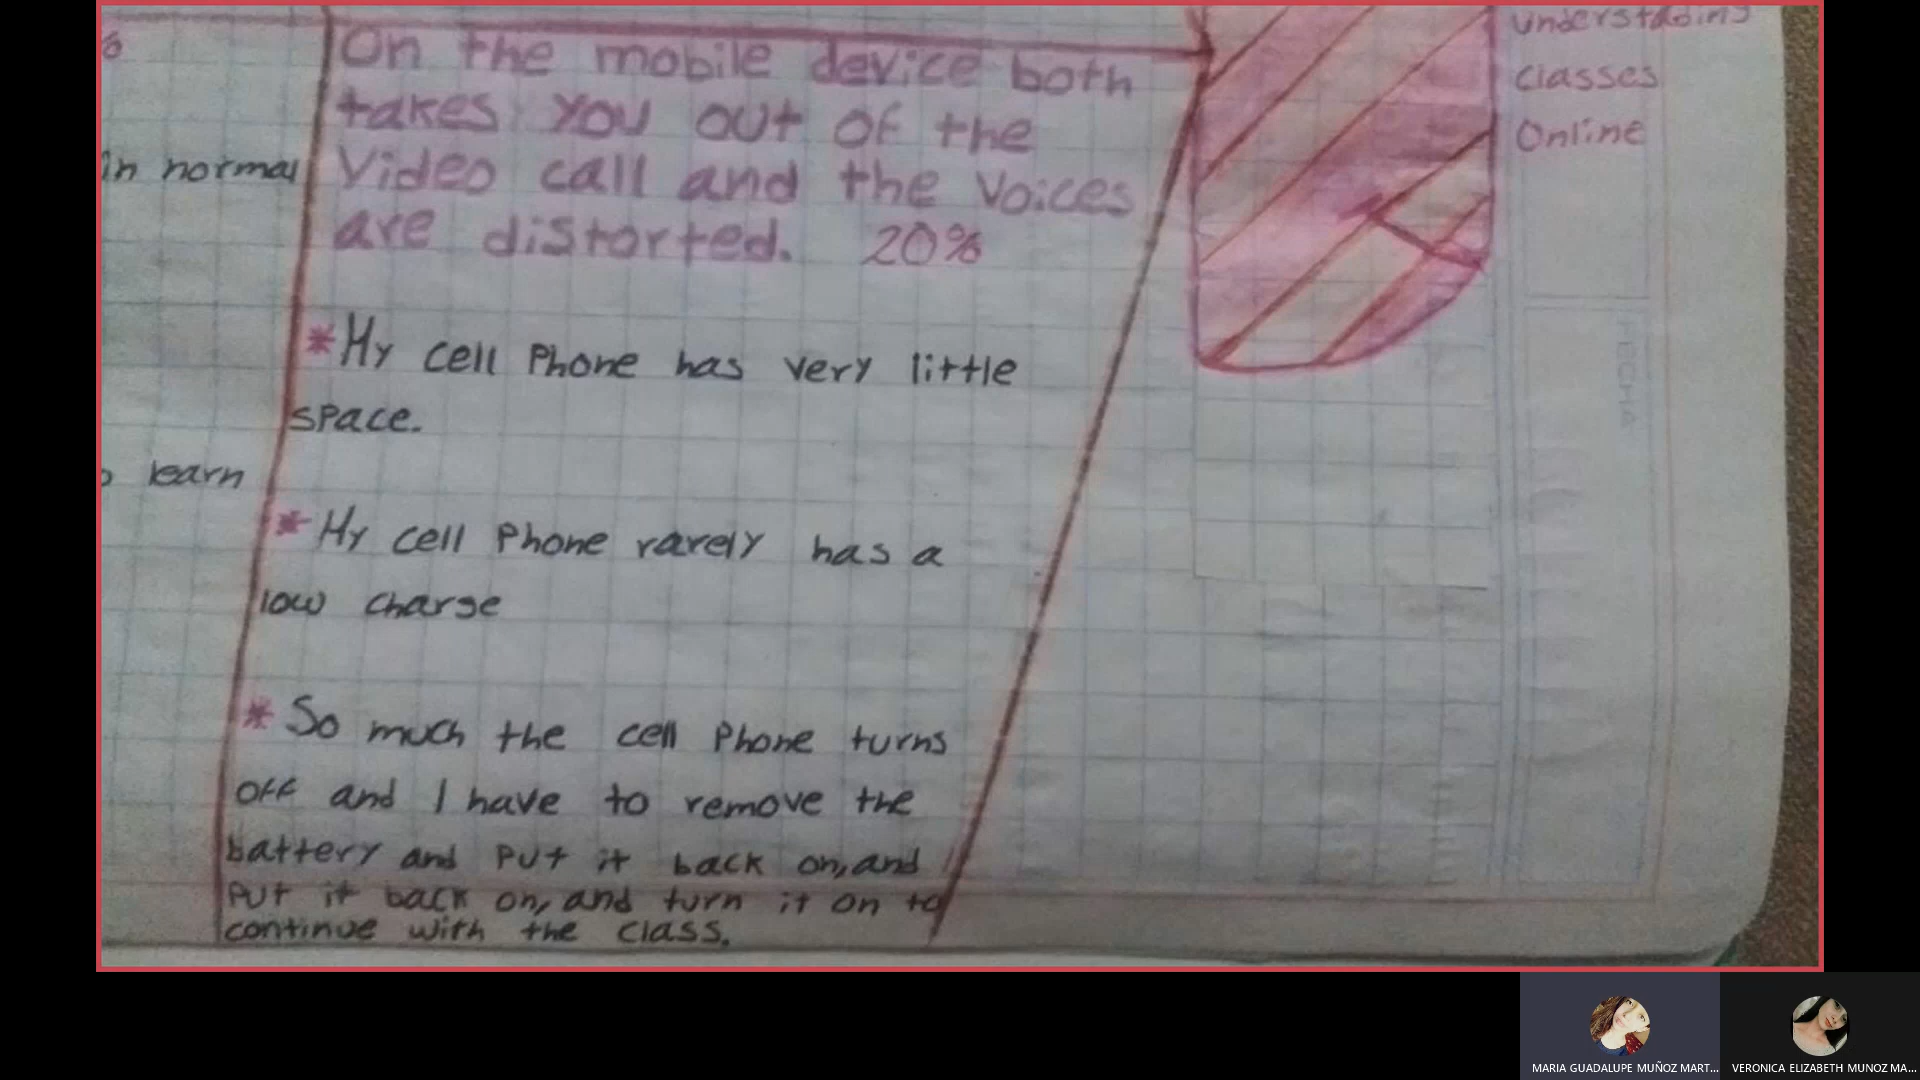 On the mobile device both
takes you out of the
Video call and the Voices
are distorted. 20%
* My cell Phone has very little
space.
* My cell Phone rarely has a
low charge
* So much the cell Phone turns
off and I have to remove the
battery and Put it back on, and
Put it back on, and turn it on to
continue with the class.
in normal
learn
understading
classes
Online
FECHA
MARIA GUADALUPE MUÑOZ MART...
VERONICA ELIZABETH MUNOZ MA...